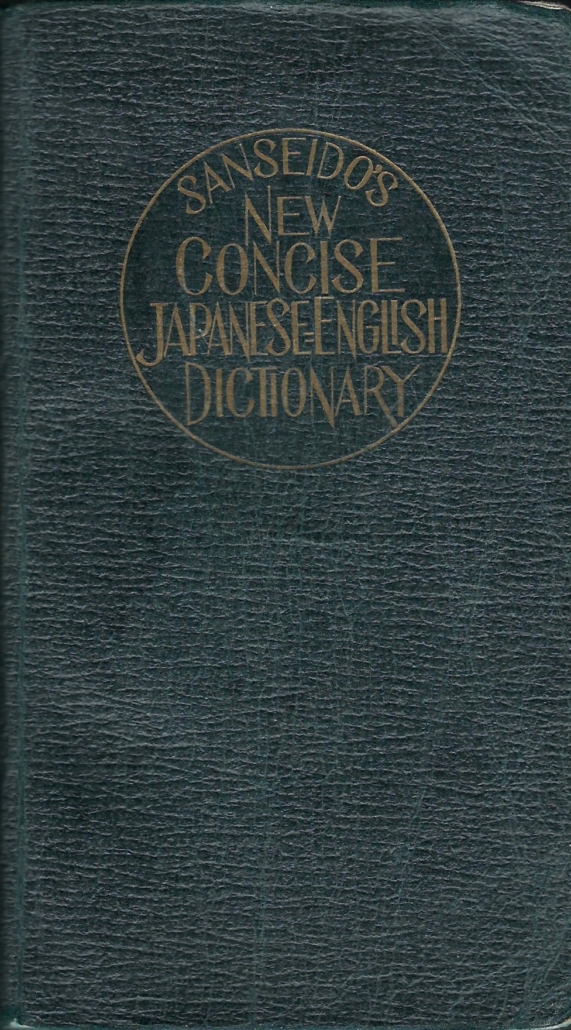 SANSEIDO'S
NEW
CONCISE
JAPANESE-ENGLISH
DICTIONARY